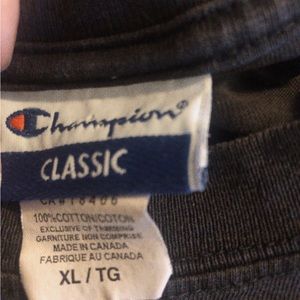 Champion®
CLASSIC
CA#18466
100%COTTON/COTON
EXCLUSIVE OF TRIMMING
GARNITURE NON COMPRISE
MADE IN CANADA
FABRIQUE AU CANADA
XL / TG